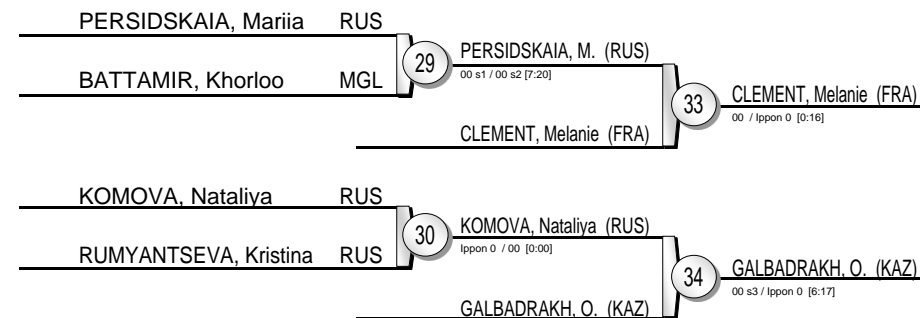 PERSIDSKAIA, Mariia RUS
29
PERSIDSKAIA, M. (RUS)
00 s1 / 00 s2 [7:20]
BATTAMIR, Khorloo MGL
33
CLEMENT, Melanie (FRA)
00 / Ippon 0 [0:16]
CLEMENT, Melanie (FRA)
KOMOVA, Nataliya RUS
30
KOMOVA, Nataliya (RUS)
Ippon 0 / 00 [0:00]
RUMYANTSEVA, Kristina RUS
34
GALBADRAKH, O. (KAZ)
00 s3 / Ippon 0 [6:17]
GALBADRAKH, O. (KAZ)